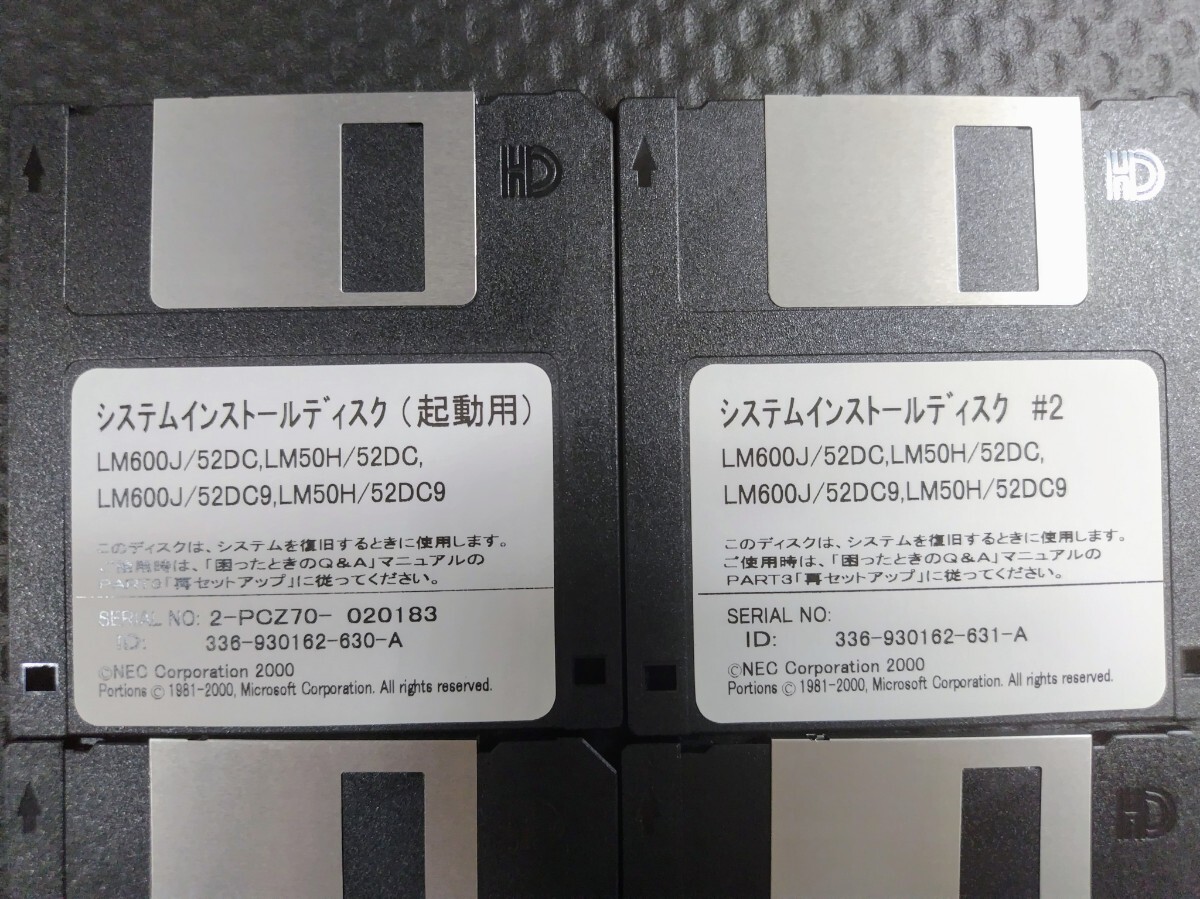 HD
システムインストールディスク(起動用)
LM600J/52DC,LM50H/52DC,
LM600J/52DC9,LM50H/52DC9
このディスクは、システムを復旧するときに使用します。
ご使用時は、「困ったときのQ&A」マニュアルの
PART3「再セットアップ」に従ってください。
SERIAL NO: 2-PCZ70- 020183
ID: 336-930162-630-A
©NEC Corporation 2000
Portions © 1981-2000, Microsoft Corporation. All rights reserved.
HD
システムインストールディスク #2
LM600J/52DC,LM50H/52DC,
LM600J/52DC9,LM50H/52DC9
このディスクは、システムを復旧するときに使用します。
ご使用時は、「困ったときのQ&A」マニュアルの
PART3「再セットアップ」に従ってください。
SERIAL NO:
ID: 336-930162-631-A
©NEC Corporation 2000
Portions © 1981-2000, Microsoft Corporation. All rights reserved.
HD
HD